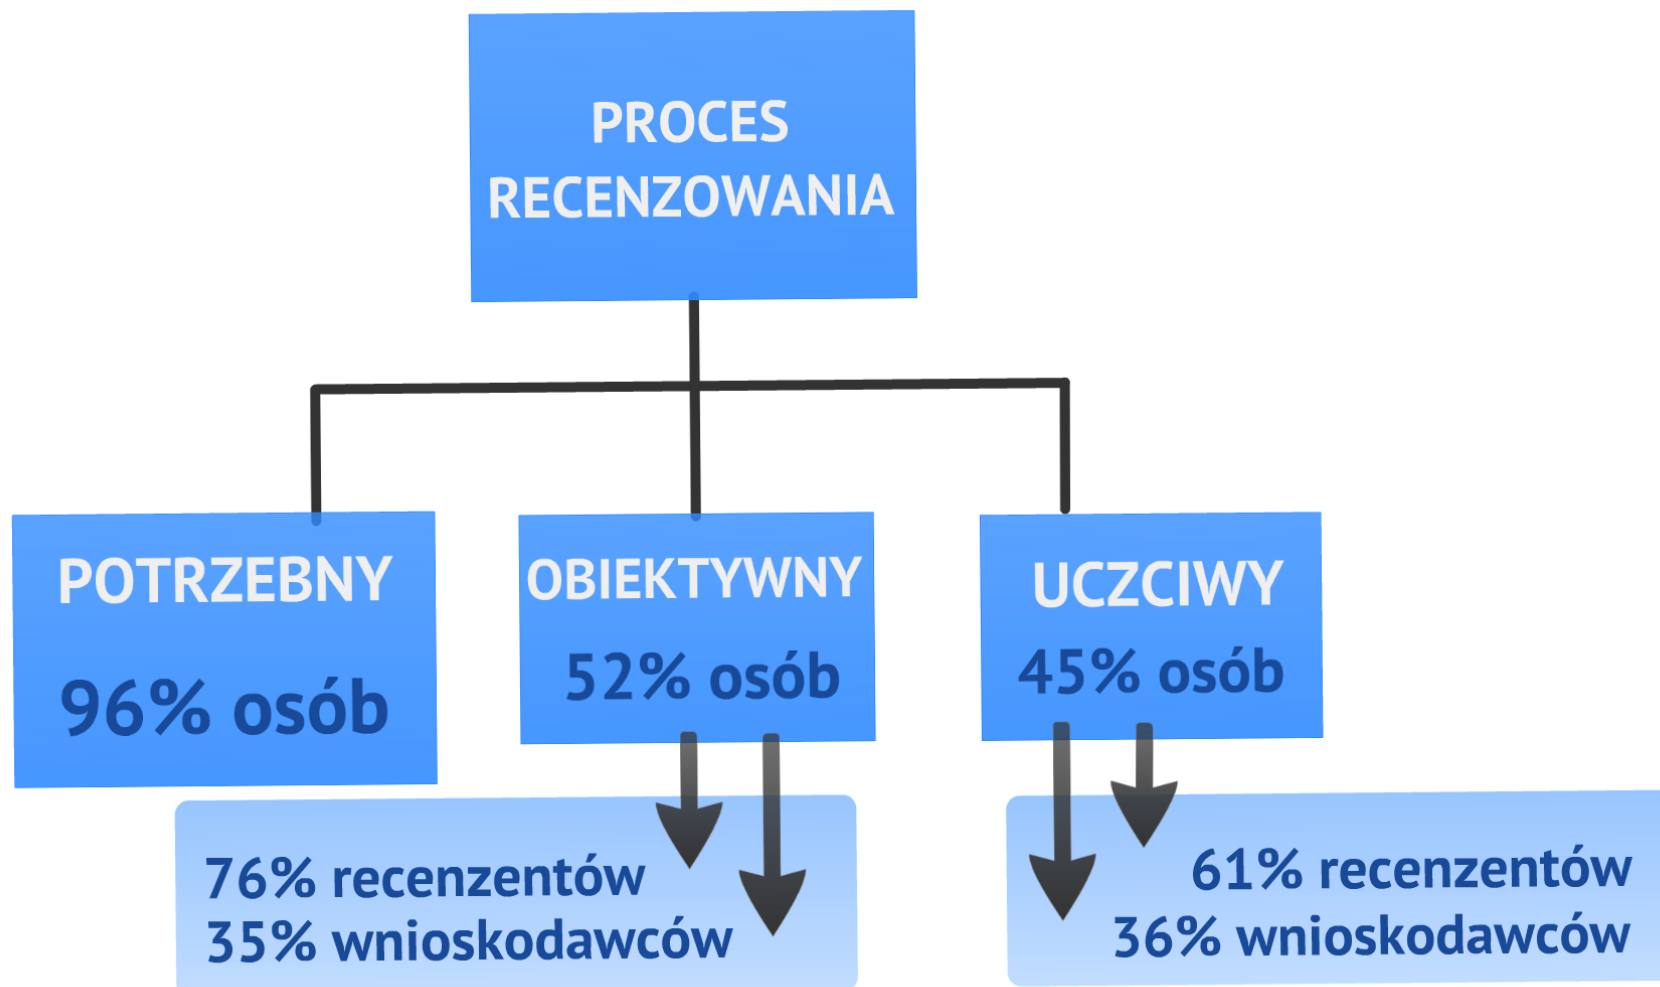 PROCES
RECENZOWANIA
POTRZEBNY
96% osób
OBIEKTYWNY
52% osób
UCZCIWY
45% osób
76% recenzentów
35% wnioskodawców
61% recenzentów
36% wnioskodawców